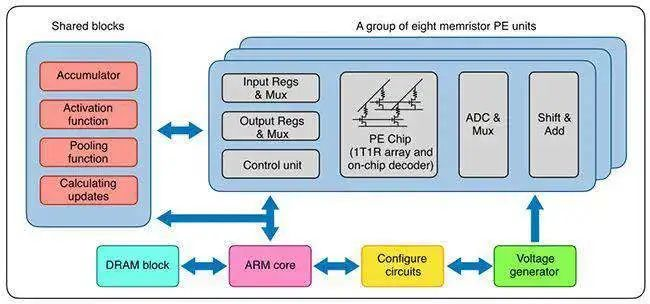 Shared blocks
A group of eight memristor PE units
Accumulator
Activation
function
Pooling
function
Calculating
updates
Input Regs
& Mux
Output Regs
& Mux
Control unit
PE Chip
(1T1R array and
on-chip decoder)
ADC &
Mux
Shift &
Add
DRAM block
ARM core
Configure
circuits
Voltage
generator